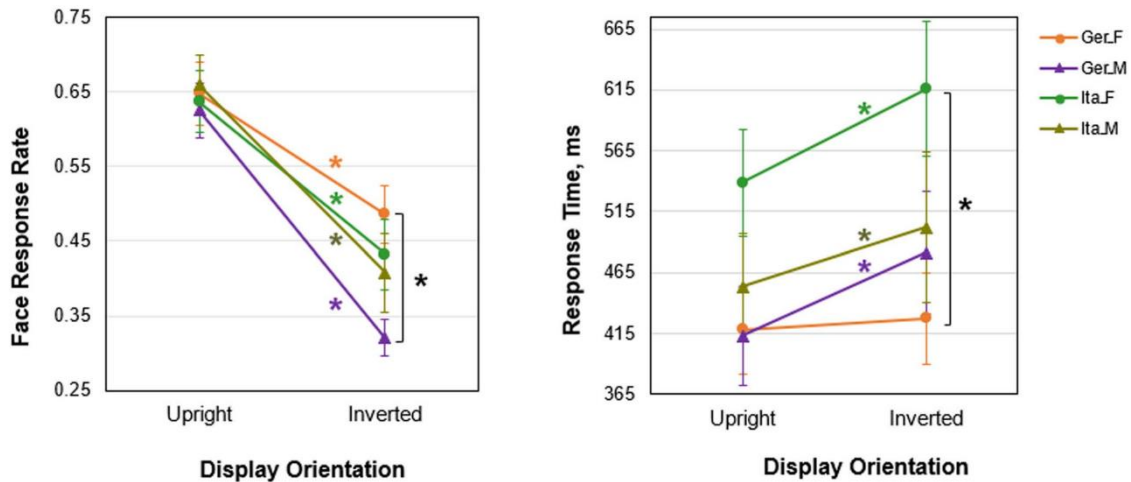 Face Response Rate
0.75
0.65
0.55
0.45
0.35
0.25
*
*
*
*
*
Upright Inverted
Display Orientation
Response Time, ms
665
615
565
515
465
415
365
*
*
*
*
Upright Inverted
Display Orientation
Ger_F
Ger_M
Ita_F
Ita_M